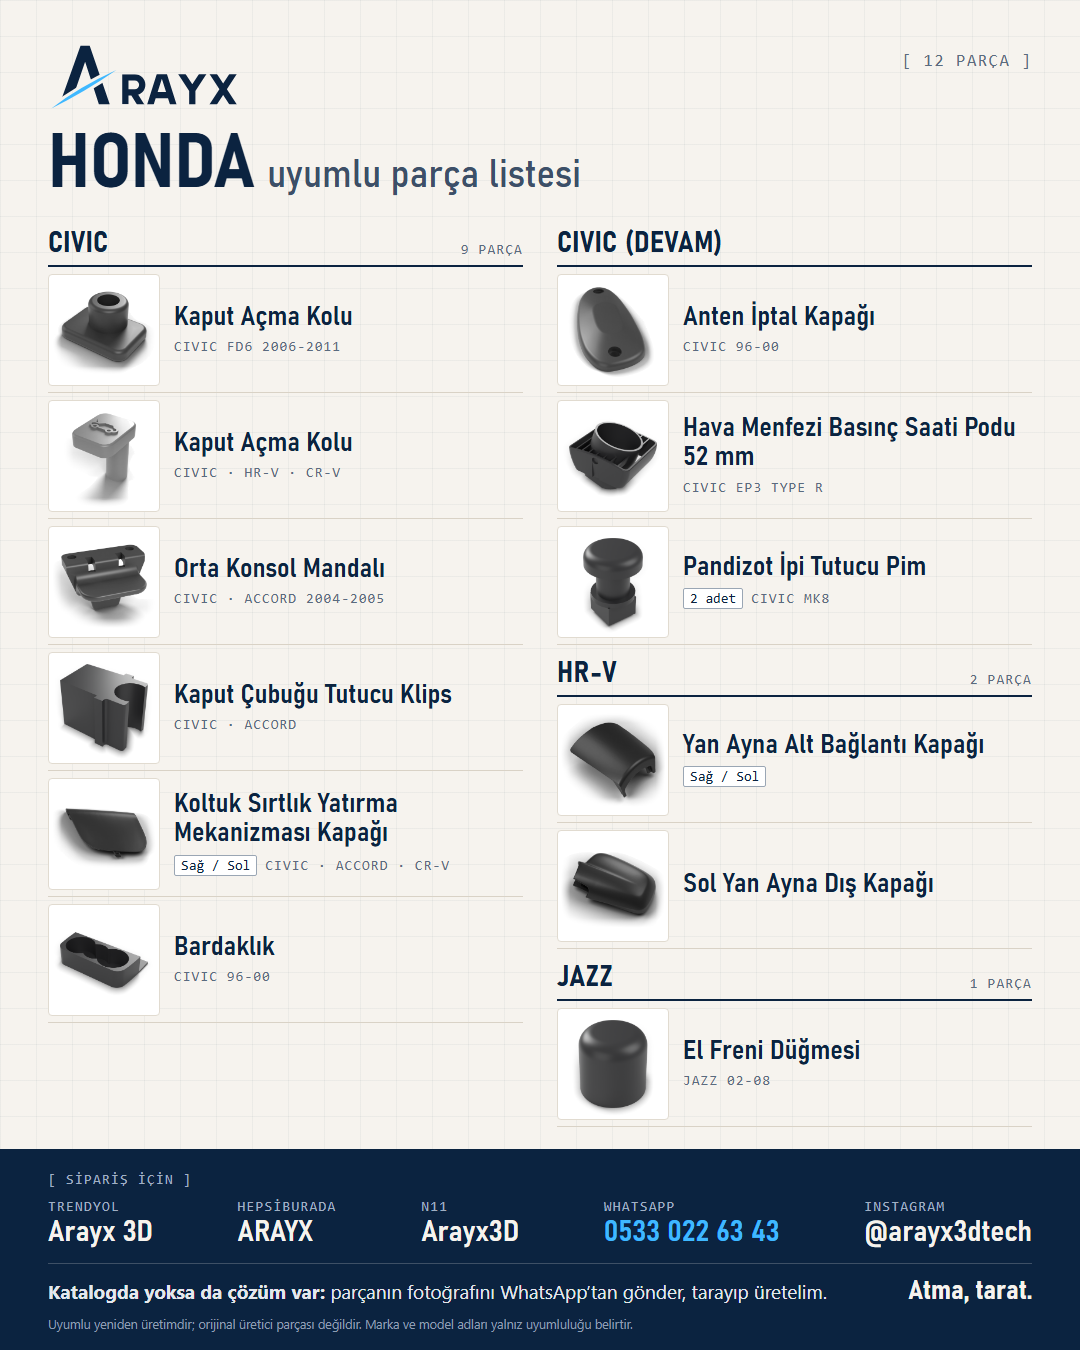 ARAYX
[ 12 PARÇA ]
HONDA uyumlu parça listesi
CIVIC
9 PARÇA
Kaput Açma Kolu
CIVIC FD6 2006-2011
Kaput Açma Kolu
CIVIC · HR-V · CR-V
Orta Konsol Mandalı
CIVIC · ACCORD 2004-2005
Kaput Çubuğu Tutucu Klips
CIVIC · ACCORD
Koltuk Sırtlık Yatırma
Mekanizması Kapağı
Sağ / Sol CIVIC · ACCORD · CR-V
Bardaklık
CIVIC 96-00
CIVIC (DEVAM)
Anten İptal Kapağı
CIVIC 96-00
Hava Menfezi Basınç Saati Podu
52 mm
CIVIC EP3 TYPE R
Pandizot İpi Tutucu Pim
2 adet CIVIC MK8
HR-V
2 PARÇA
Yan Ayna Alt Bağlantı Kapağı
Sağ / Sol
Sol Yan Ayna Dış Kapağı
JAZZ
1 PARÇA
El Freni Düğmesi
JAZZ 02-08
[ SİPARİŞ İÇİN ]
TRENDYOL
Arayx 3D
HEPSİBURADA
ARAYX
N11
Arayx3D
WHATSAPP
0533 022 63 43
INSTAGRAM
@arayx3dtech
Katalogda yoksa da çözüm var: parçanın fotoğrafını WhatsApp'tan gönder, tarayıp üretelim.
Atma, tarat.
Uyumlu yeniden üretimdir; orijinal üretici parçası değildir. Marka ve model adları yalnız uyumluluğu belirtir.